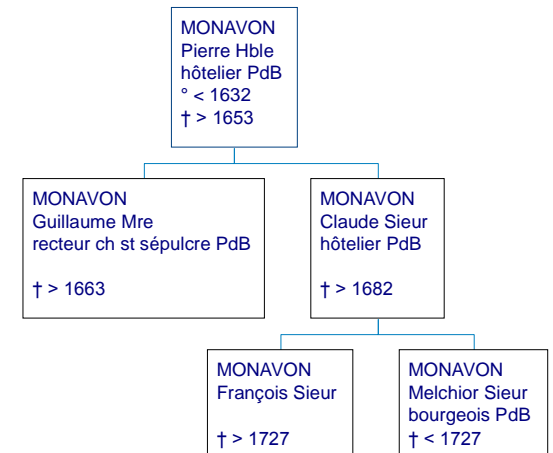 MONAVON
Pierre Hble
hôtelier PdB
° < 1632
† > 1653
MONAVON
Guillaume Mre
recteur ch st sépulcre PdB
† > 1663
MONAVON
Claude Sieur
hôtelier PdB
† > 1682
MONAVON
François Sieur
† > 1727
MONAVON
Melchior Sieur
bourgeois PdB
† < 1727